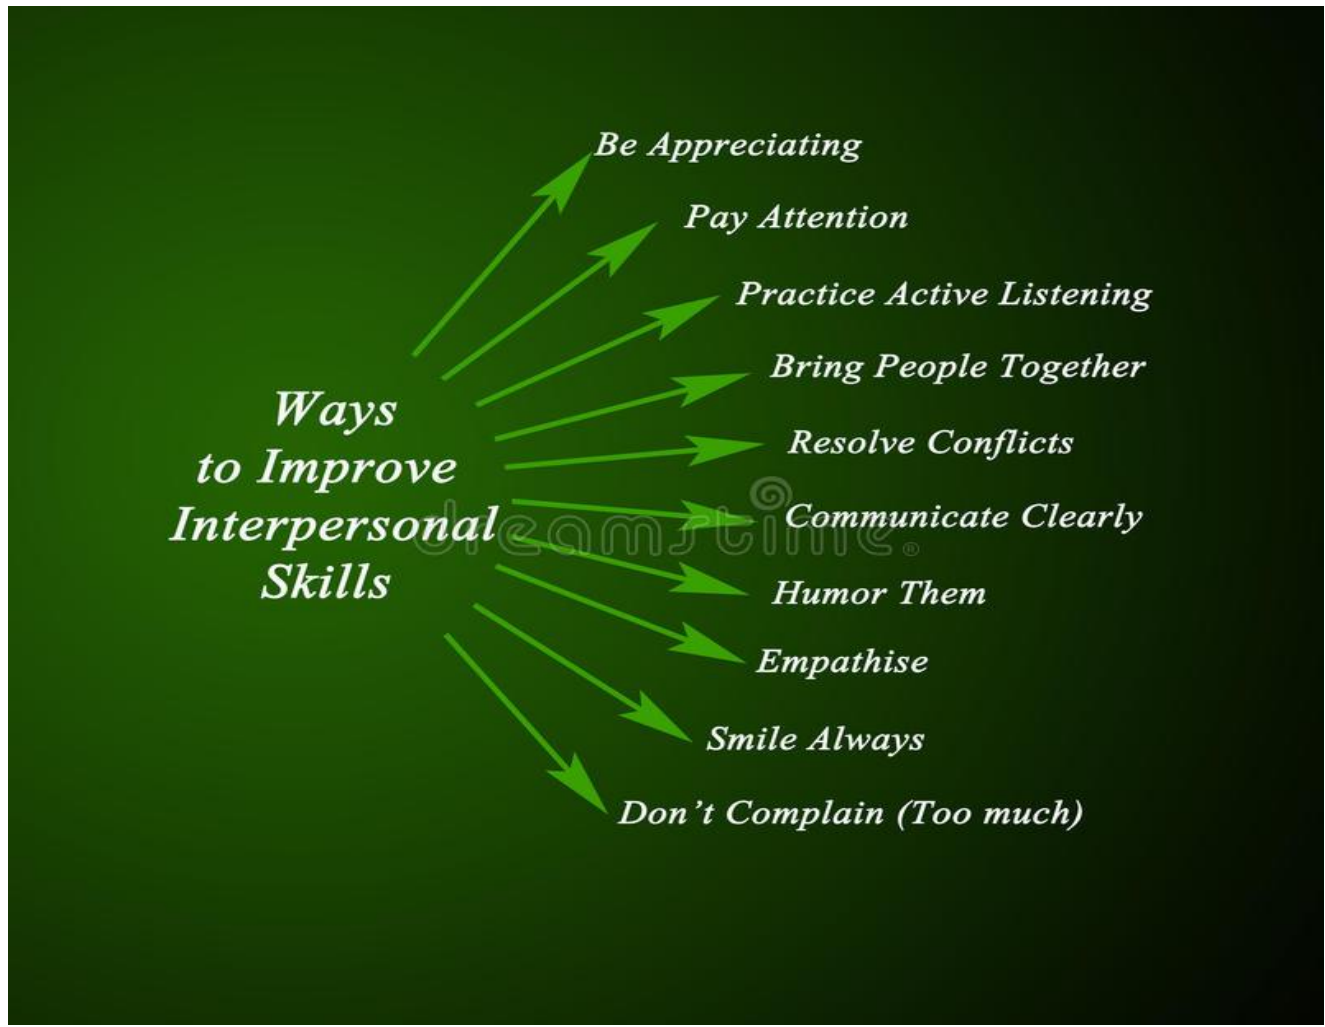 Be Appreciating
Pay Attention
Practice Active Listening
Bring People Together
Ways
to Improve
Interpersonal
Skills
Resolve Conflicts
Communicate Clearly
Humor Them
Empathise
Smile Always
Don't Complain (Too much)
dreamstime®